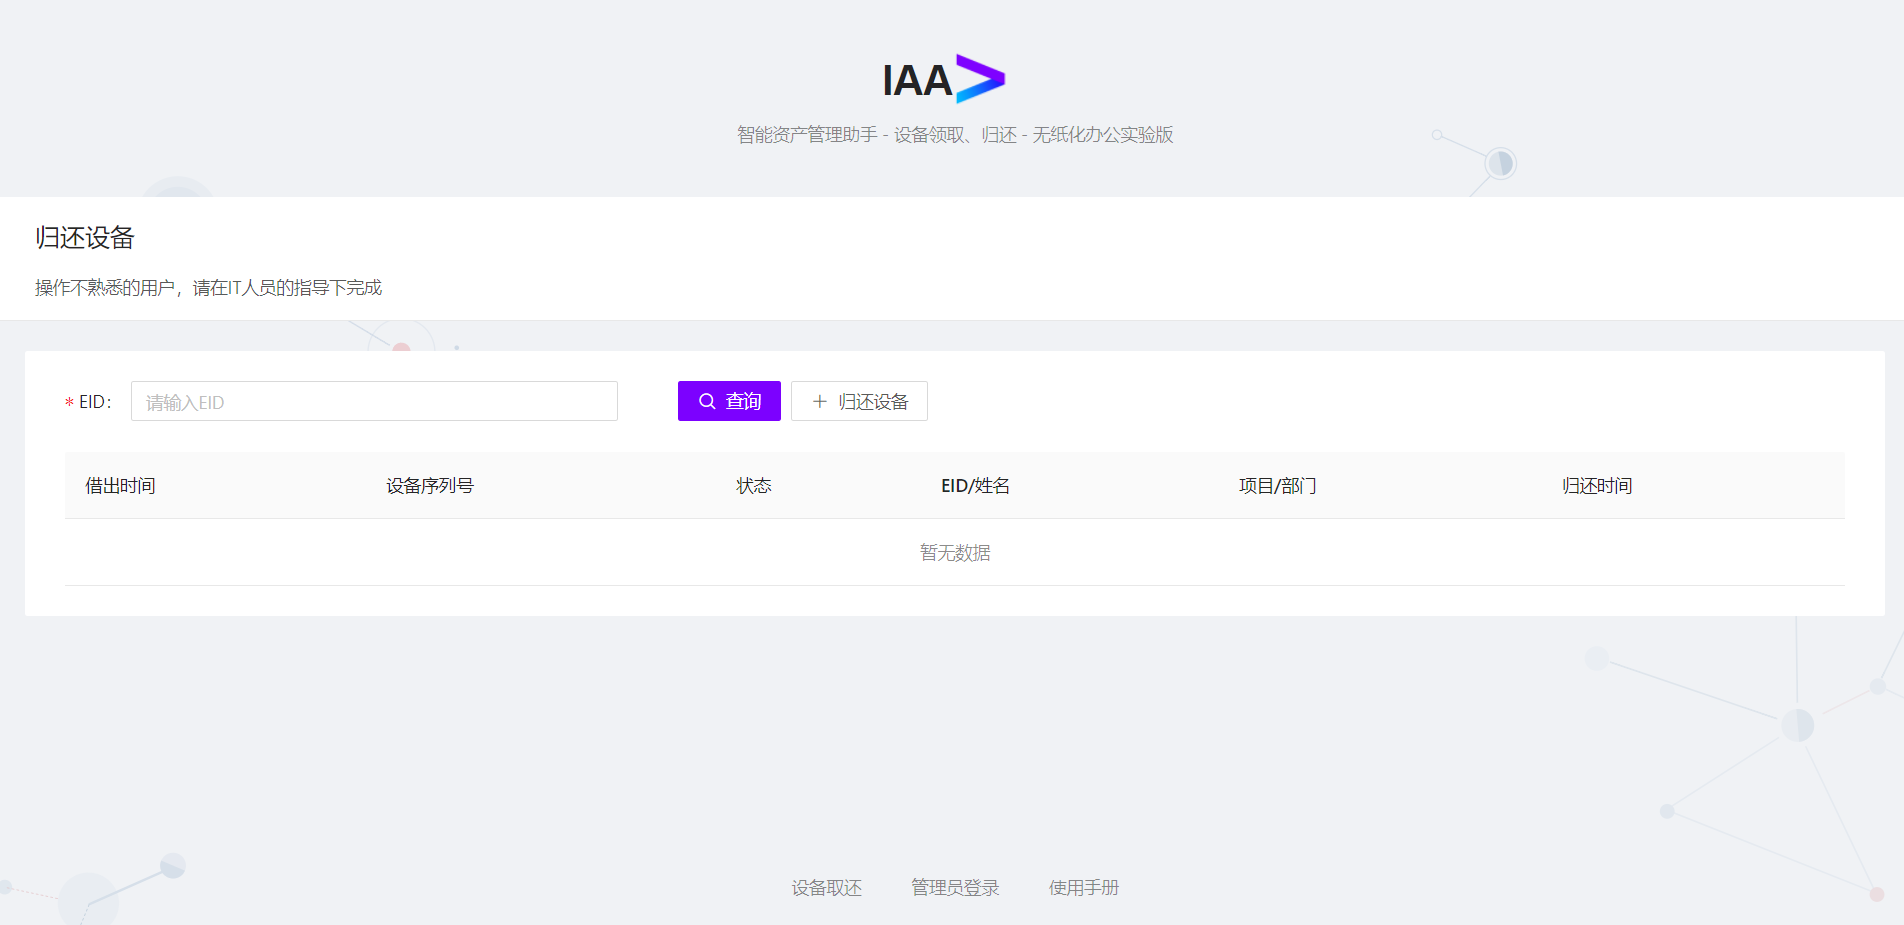 IAA
智能资产管理助手 - 设备领取、归还 - 无纸化办公实验版
归还设备
操作不熟悉的用户，请在IT人员的指导下完成
* EID： 请输入EID 查询 + 归还设备
借出时间 设备序列号 状态 EID/姓名 项目/部门 归还时间
暂无数据
设备取还 管理员登录 使用手册